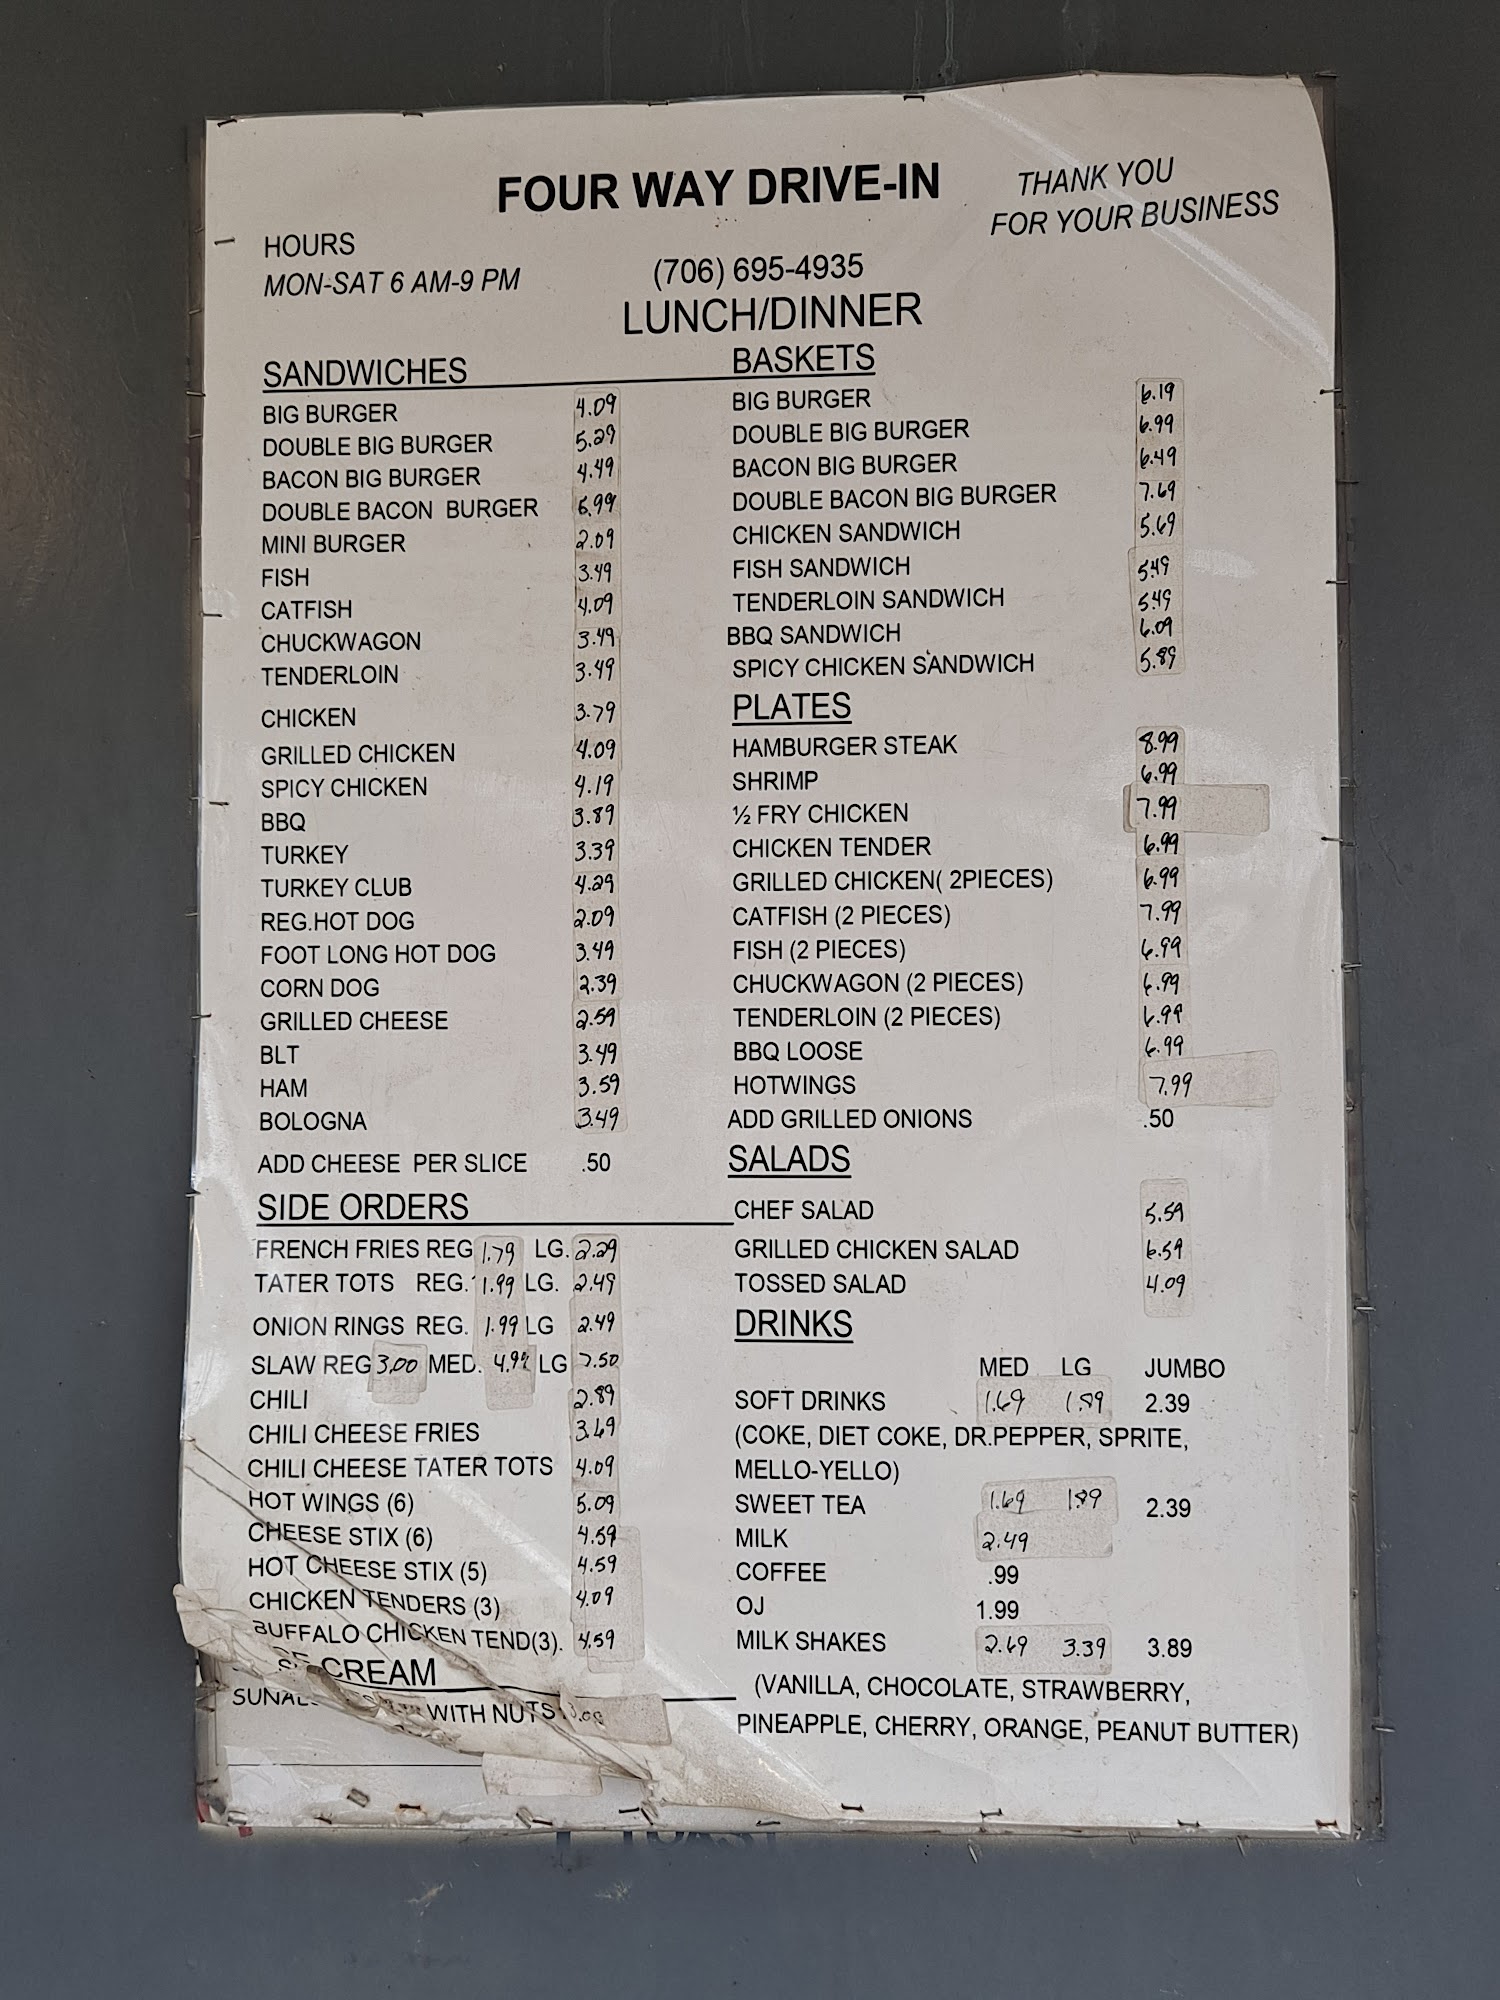 FOUR WAY DRIVE-IN
THANK YOU
FOR YOUR BUSINESS
HOURS
MON-SAT 6 AM-9 PM
(706) 695-4935
LUNCH/DINNER
SANDWICHES
BIG BURGER 4.09
DOUBLE BIG BURGER 5.29
BACON BIG BURGER 4.49
DOUBLE BACON BURGER 6.99
MINI BURGER 2.09
FISH 3.49
CATFISH 4.09
CHUCKWAGON 3.49
TENDERLOIN 3.49
CHICKEN 3.79
GRILLED CHICKEN 4.09
SPICY CHICKEN 4.19
BBQ 3.89
TURKEY 3.39
TURKEY CLUB 4.29
REG.HOT DOG 2.09
FOOT LONG HOT DOG 3.49
CORN DOG 2.39
GRILLED CHEESE 2.59
BLT 3.49
HAM 3.59
BOLOGNA 3.49
ADD CHEESE PER SLICE .50
SIDE ORDERS
FRENCH FRIES REG 1.79 LG. 2.29
TATER TOTS REG. 1.99 LG. 2.49
ONION RINGS REG. 1.99 LG 2.49
SLAW REG 3.00 MED. 4.99 LG 7.50
CHILI 2.89
CHILI CHEESE FRIES 3.69
CHILI CHEESE TATER TOTS 4.09
HOT WINGS (6) 5.09
CHEESE STIX (6) 4.59
HOT CHEESE STIX (5) 4.59
CHICKEN TENDERS (3) 4.09
BUFFALO CHICKEN TEND(3). 4.59
CREAM
WITH NUTS
BASKETS
BIG BURGER 6.19
DOUBLE BIG BURGER 6.99
BACON BIG BURGER 6.49
DOUBLE BACON BIG BURGER 7.69
CHICKEN SANDWICH 5.69
FISH SANDWICH 5.49
TENDERLOIN SANDWICH 5.49
BBQ SANDWICH 6.09
SPICY CHICKEN SANDWICH 5.89
PLATES
HAMBURGER STEAK 8.99
SHRIMP 6.99
½ FRY CHICKEN 7.99
CHICKEN TENDER 6.99
GRILLED CHICKEN( 2PIECES) 6.99
CATFISH (2 PIECES) 7.99
FISH (2 PIECES) 6.99
CHUCKWAGON (2 PIECES) 6.99
TENDERLOIN (2 PIECES) 6.99
BBQ LOOSE 6.99
HOTWINGS 7.99
ADD GRILLED ONIONS .50
SALADS
CHEF SALAD 5.59
GRILLED CHICKEN SALAD 6.59
TOSSED SALAD 4.09
DRINKS
MED LG JUMBO
SOFT DRINKS 1.69 1.89 2.39
(COKE, DIET COKE, DR.PEPPER, SPRITE,
MELLO-YELLO)
SWEET TEA 1.69 1.89 2.39
MILK 2.49
COFFEE .99
OJ 1.99
MILK SHAKES 2.69 3.39 3.89
(VANILLA, CHOCOLATE, STRAWBERRY,
PINEAPPLE, CHERRY, ORANGE, PEANUT BUTTER)